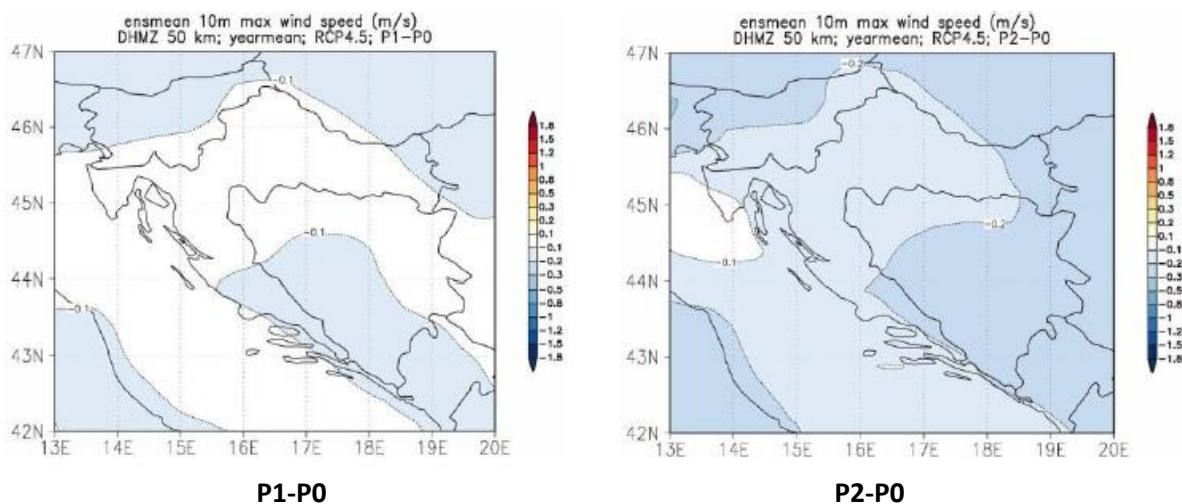 ensmean 10m max wind speed (m/s)
DHMZ 50 km; yearmean; RCP4.5; P1-P0
47N
46N
45N
44N
43N
42N
13E 14E 15E 16E 17E 18E 19E 20E
-0.1
-0.1
-0.1
1.8
1.5
1.2
1
0.8
0.5
0.3
0.2
0.1
-0.1
-0.2
-0.3
-0.5
-0.8
-1
-1.2
-1.5
-1.8
P1-P0
ensmean 10m max wind speed (m/s)
DHMZ 50 km; yearmean; RCP4.5; P2-P0
47N
46N
45N
44N
43N
42N
13E 14E 15E 16E 17E 18E 19E 20E
-0.2
-0.2
-0.1
1.8
1.5
1.2
1
0.8
0.5
0.3
0.2
0.1
-0.1
-0.2
-0.3
-0.5
-0.8
-1
-1.2
-1.5
-1.8
P2-P0